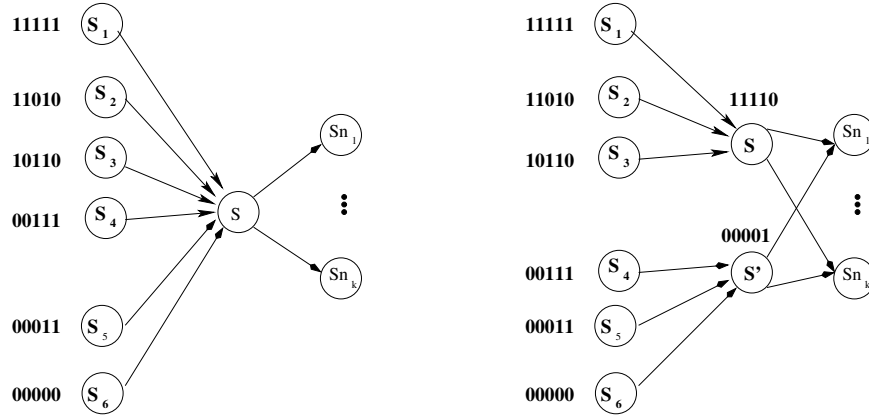 11111 S1
11010 S2
10110 S3
00111 S4
00011 S5
00000 S6
S
Sn1
Snk
11111 S1
11010 S2
10110 S3
00111 S4
00011 S5
00000 S6
11110
S
00001
S'
Sn1
Snk